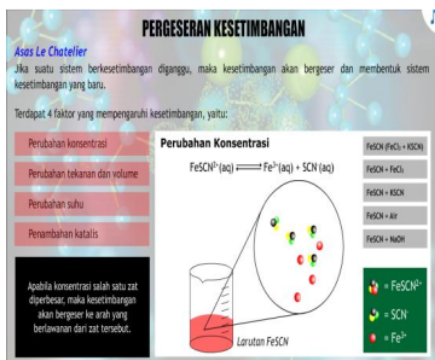 PERGESERAN KESETIMBANGAN
Asas Le Chatelier
Jika suatu sistem berkesetimbangan diganggu, maka kesetimbangan akan bergeser dan membentuk sistem
kesetimbangan yang baru.
Terdapat 4 faktor yang mempengaruhi kesetimbangan, yaitu:
Perubahan konsentrasi
Perubahan tekanan dan volume
Perubahan suhu
Penambahan katalis
Apabila konsentrasi salah satu zat
diperbesar, maka kesetimbangan
akan bergeser ke arah yang
berlawanan dari zat tersebut.
Perubahan Konsentrasi
FeSCN²⁺(aq) ⇌ Fe³⁺(aq) + SCN⁻(aq)
Larutan FeSCN
FeSCN (FeCl₃ + KSCN)
FeSCN + FeCl₃
FeSCN + KSCN
FeSCN + Air
FeSCN + NaOH
= FeSCN²⁺
= SCN⁻
= Fe³⁺